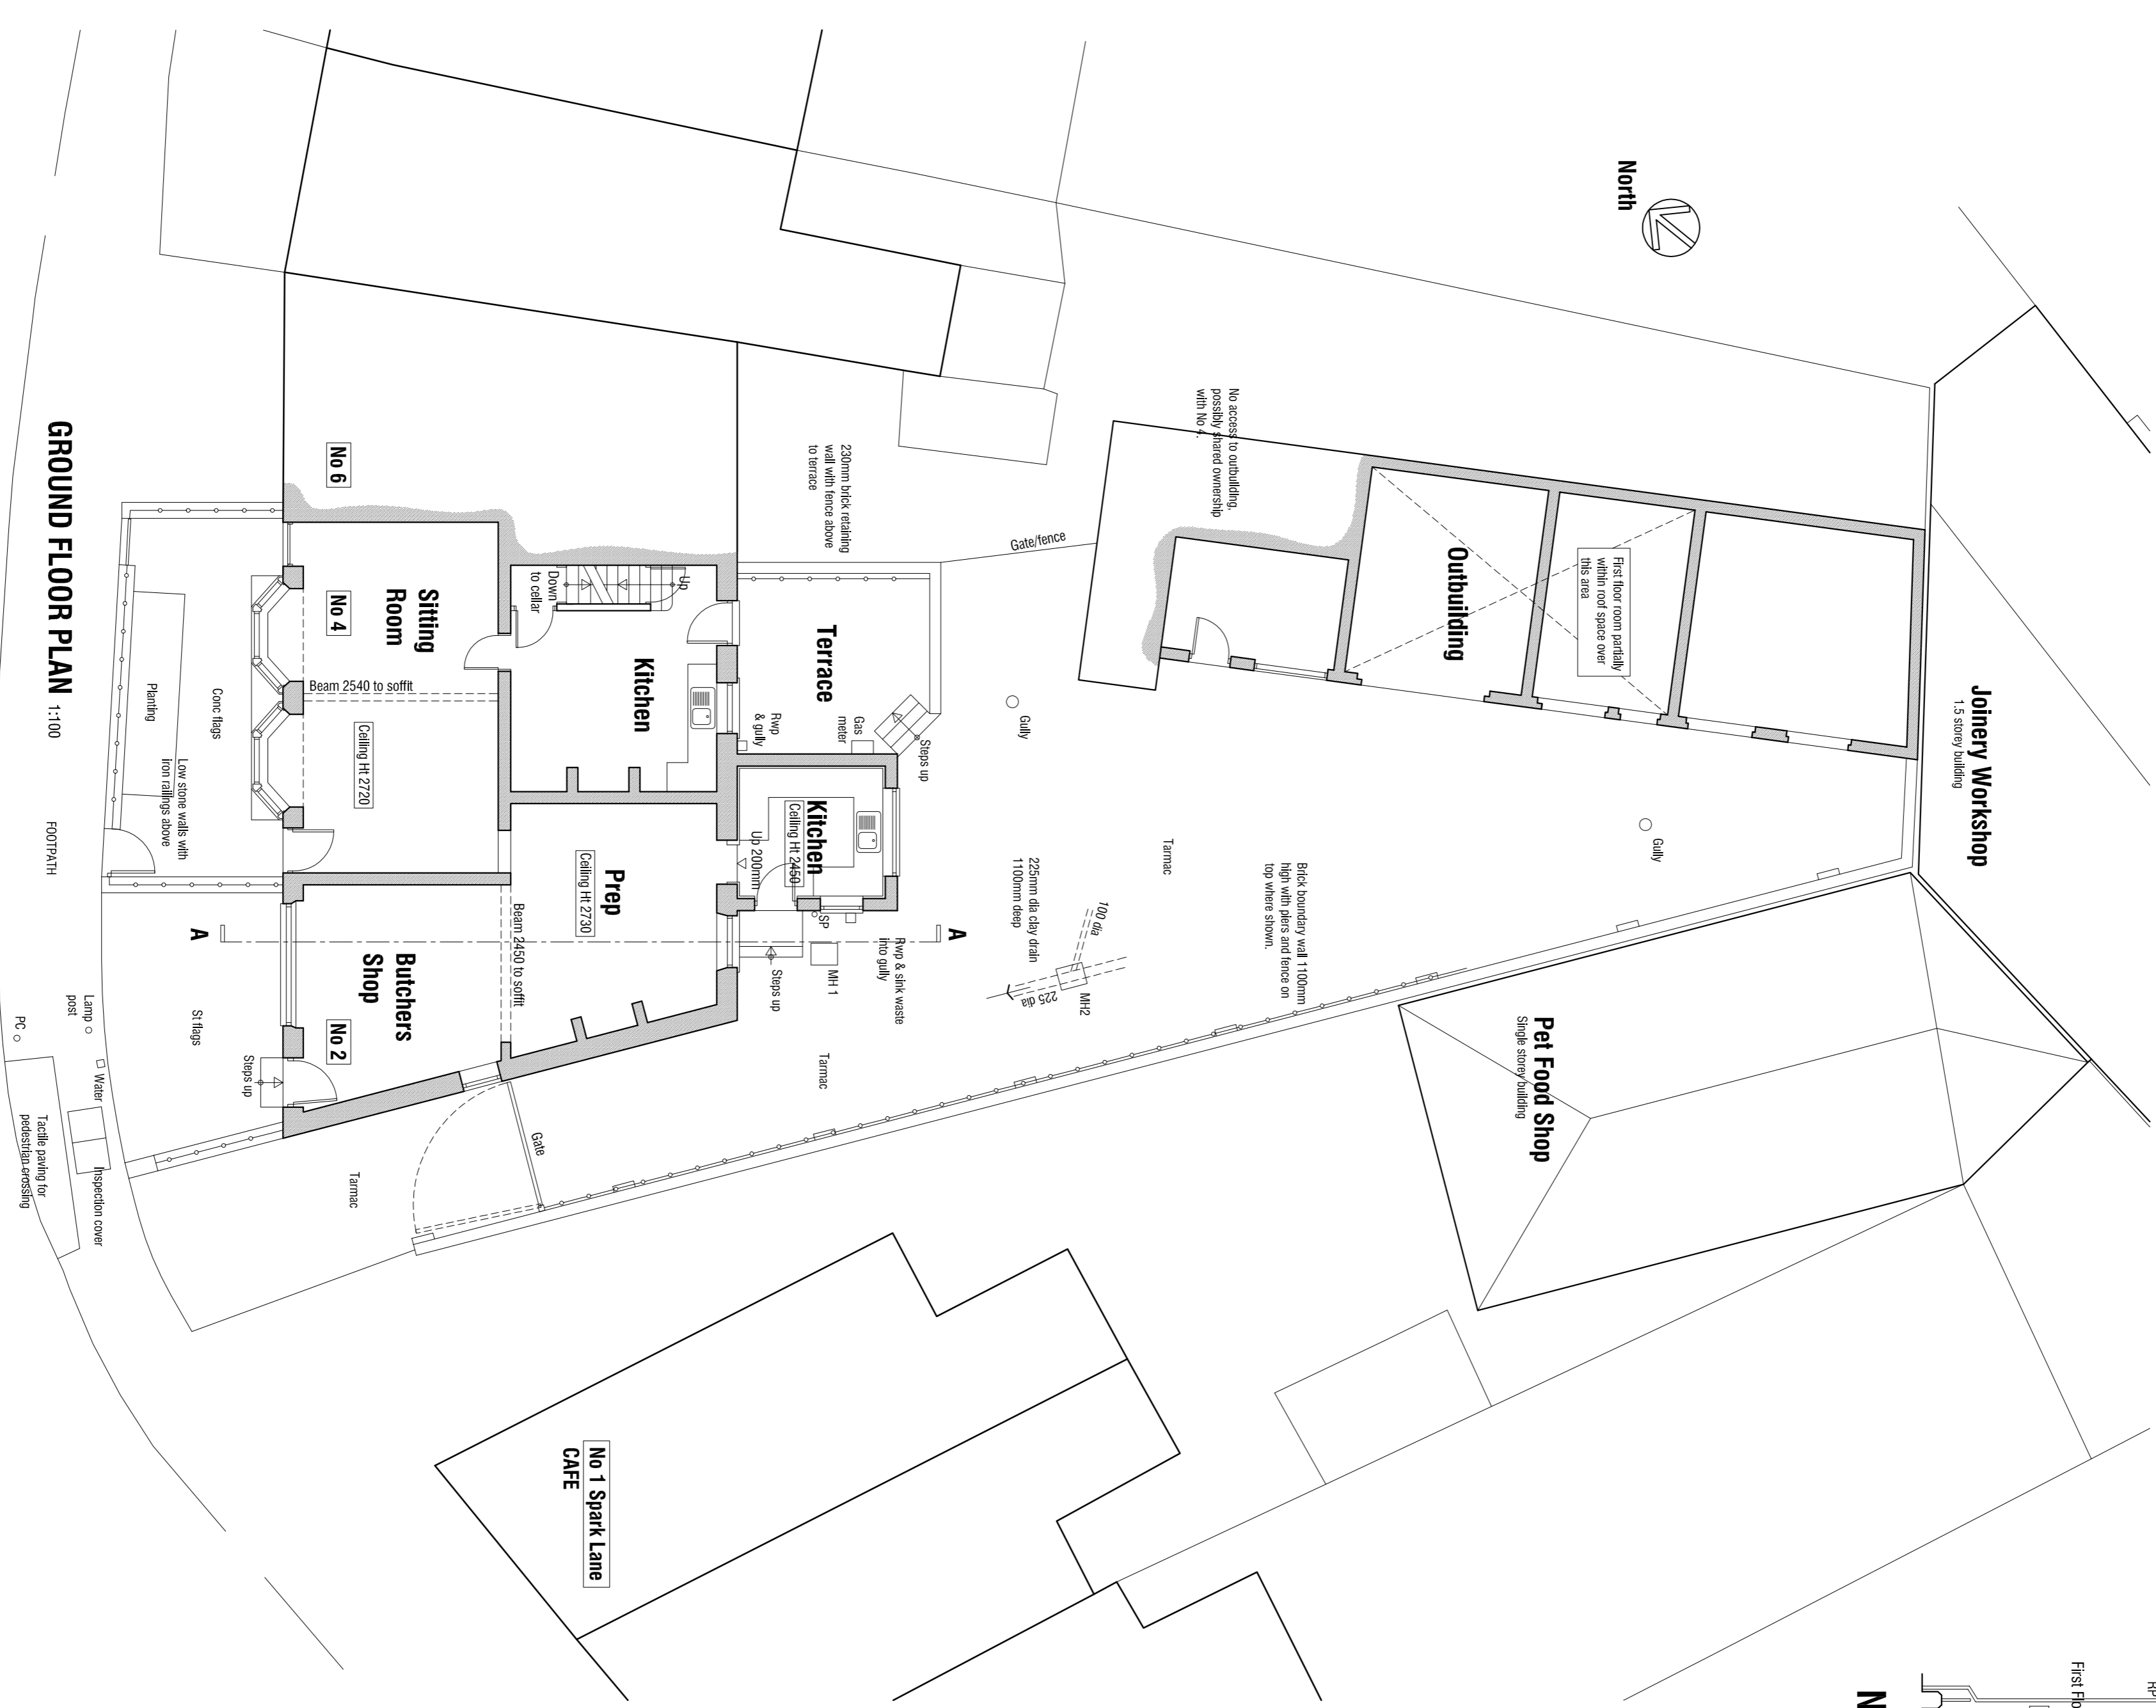 North
Joinery Workshop
1.5 storey building
No access to outbuilding,
possibly shared ownership
with No 4.
First floor room partially
within roof space over
this area
Outbuilding
Gully
Gate/fence
Gully
Tarmac
230mm brick retaining
wall with fence above
to terrace
Terrace
Gas
meter
Steps up
Rwp
& gully
Brick boundary wall 1100mm
high with piers and fence on
top where shown.
225mm dia clay drain
1100mm deep
100 dia
225 dia
MH2
Pet Food Shop
Single storey building
Up
Down
to cellar
Kitchen
Kitchen
Ceiling Ht 2450
Up 200mm
SP
Rwp & sink waste
into gully
A
MH 1
Steps up
Tarmac
No 6
Sitting
Room
No 4
Beam 2540 to soffit
Ceiling Ht 2720
Prep
Ceiling Ht 2730
Beam 2450 to soffit
Butchers
Shop
No 2
A
Gate
No 1 Spark Lane
CAFE
Conc flags
Planting
Low stone walls with
iron railings above
St flags
Steps up
Tarmac
GROUND FLOOR PLAN 1:100
FOOTPATH
Lamp
post
PC
Water
Inspection cover
Tactile paving for
pedestrian crossing
First Flo
N